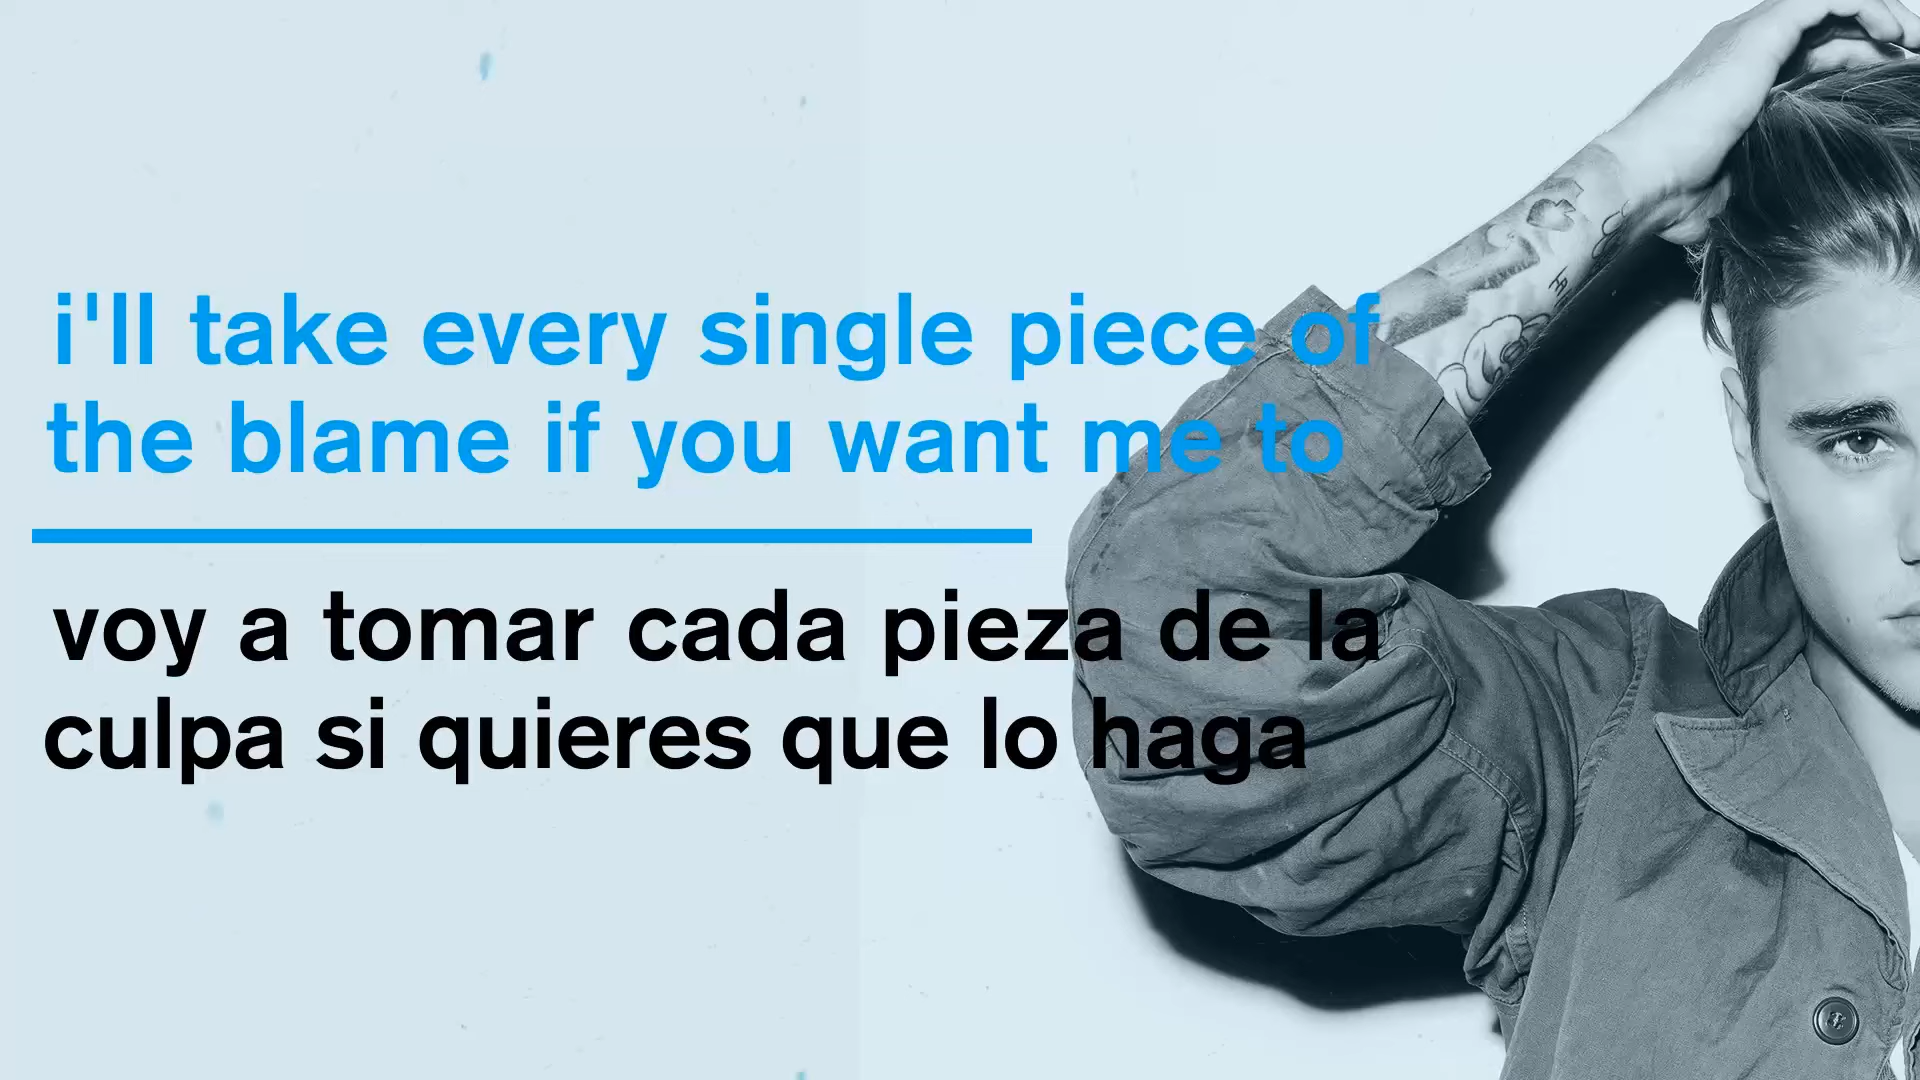 i'll take every single piece of
the blame if you want me to
voy a tomar cada pieza de la
culpa si quieres que lo haga